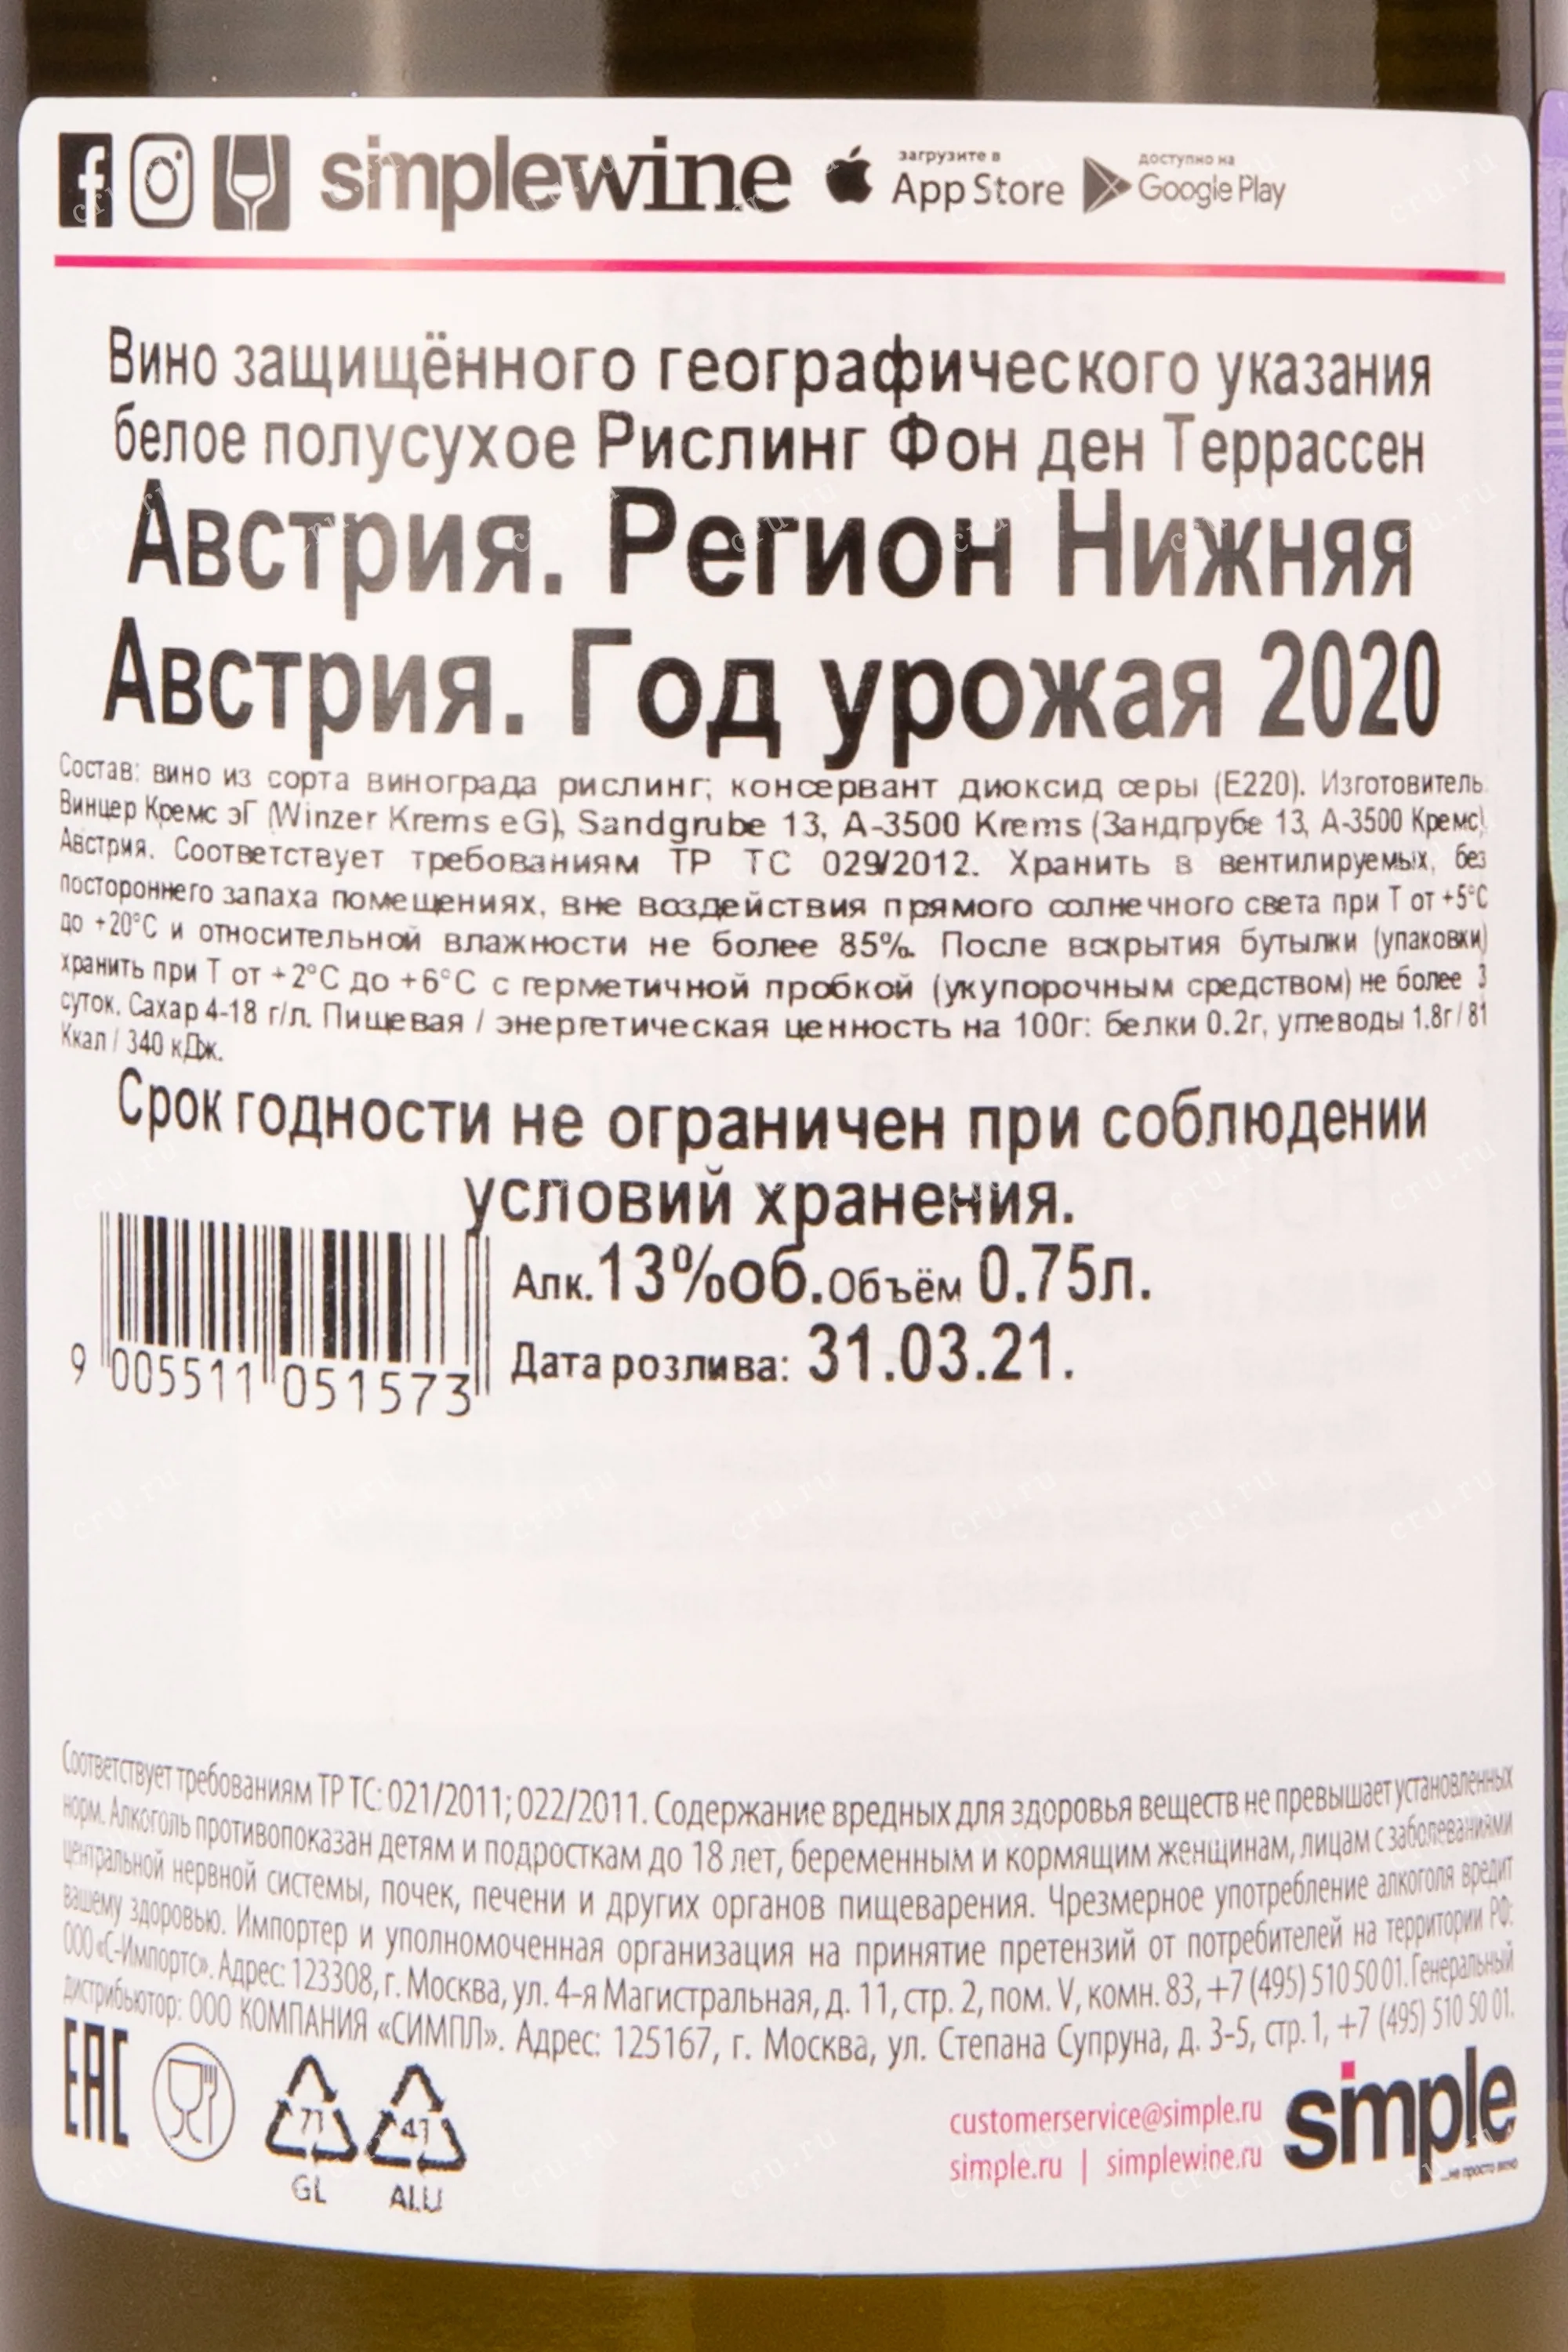 simplewine загрузите в App Store доступно на Google Play
Вино защищённого географического указания
белое полусухое Рислинг Фон ден Террассен
Австрия. Регион Нижняя
Австрия. Год урожая 2020
Состав: вино из сорта винограда рислинг; консервант диоксид серы (Е220). Изготовитель
Винцер Кремс эГ (Winzer Krems eG), Sandgrube 13, A-3500 Krems (Зандгрубе 13, А-3500 Кремс),
Австрия. Соответствует требованиям ТР ТС 029/2012. Хранить в вентилируемых, без
постороннего запаха помещениях, вне воздействия прямого солнечного света при Т от +5°С
до +20°С и относительной влажности не более 85%. После вскрытия бутылки (упаковки)
хранить при Т от +2°С до +6°С с герметичной пробкой (укупорочным средством) не более 3
суток. Сахар 4-18 г/л. Пищевая / энергетическая ценность на 100г: белки 0.2г, углеводы 1.8г / 81
Ккал / 340 кДж.
Срок годности не ограничен при соблюдении
условий хранения.
Алк.13%об.Объём 0.75л.
Дата розлива: 31.03.21.
9 005511 051573
Соответствует требованиям ТР ТС: 021/2011; 022/2011. Содержание вредных для здоровья веществ не превышает установленных
норм. Алкоголь противопоказан детям и подросткам до 18 лет, беременным и кормящим женщинам, лицам с заболеваниями
центральной нервной системы, почек, печени и других органов пищеварения. Чрезмерное употребление алкоголя вредит
вашему здоровью. Импортер и уполномоченная организация на принятие претензий от потребителей на территории РФ:
ООО «С-Импортс». Адрес: 123308, г. Москва, ул. 4-я Магистральная, д. 11, стр. 2, пом. V, комн. 83, +7 (495) 510 50 01. Генеральный
дистрибьютор: ООО КОМПАНИЯ «СИМПЛ». Адрес: 125167, г. Москва, ул. Степана Супруна, д. 3-5, стр. 1, +7 (495) 510 50 01.
EAC
71
GL
41
ALU
customerservice@simple.ru
simple.ru | simplewine.ru
simple
...не просто вино
cru.ru